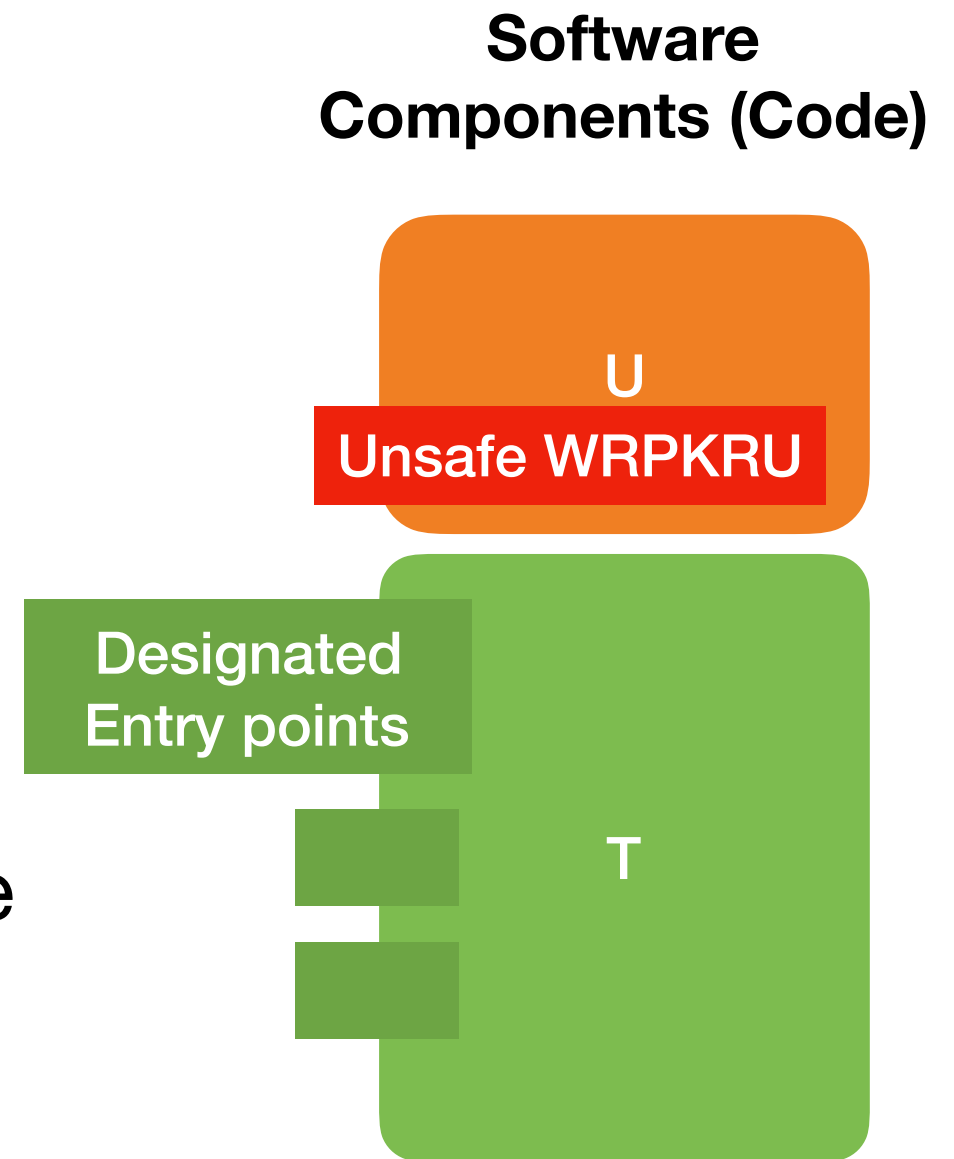 Software
Components (Code)
U
Unsafe WRPKRU
Designated
Entry points
T
e